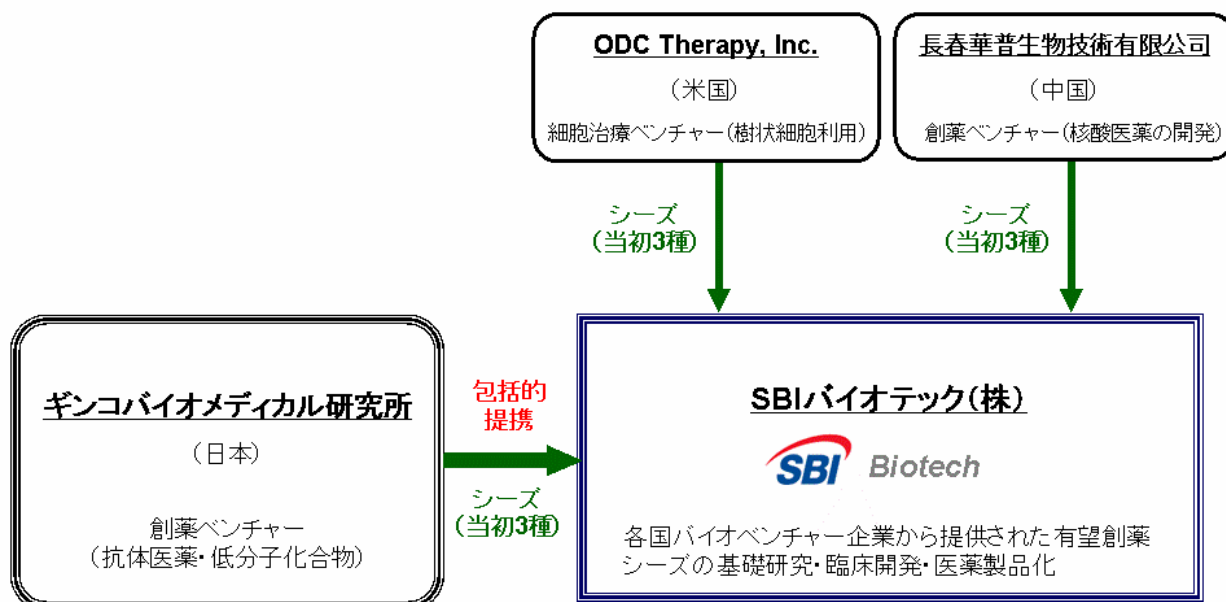 ODC Therapy, Inc.
（米国）
細胞治療ベンチャー（樹状細胞利用）
長春華普生物技術有限公司
（中国）
創薬ベンチャー（核酸医薬の開発）
シーズ
（当初3種）
シーズ
（当初3種）
ギンコバイオメディカル研究所
（日本）
創薬ベンチャー
（抗体医薬・低分子化合物）
包括的
提携
シーズ
（当初3種）
SBIバイオテック（株）
SBI Biotech
各国バイオベンチャー企業から提供された有望創薬
シーズの基礎研究・臨床開発・医薬製品化